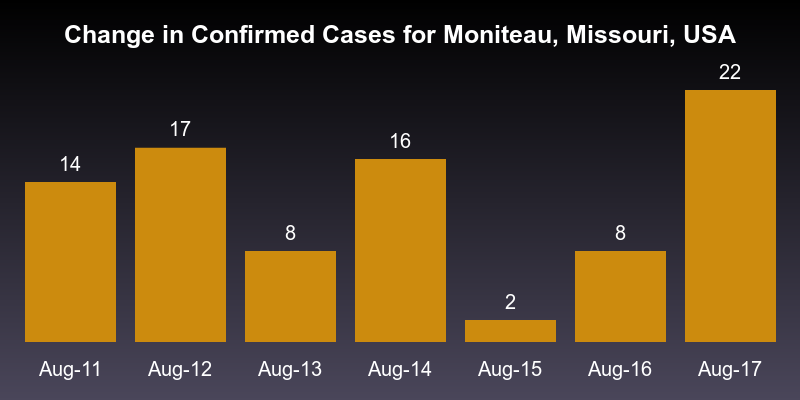 Change in Confirmed Cases for Moniteau, Missouri, USA
14
17
8
16
2
8
22
Aug-11
Aug-12
Aug-13
Aug-14
Aug-15
Aug-16
Aug-17